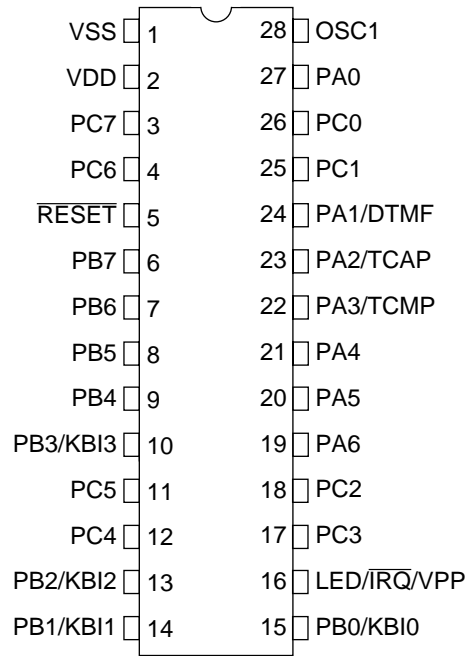 VSS 1 28 OSC1
VDD 2 27 PA0
PC7 3 26 PC0
PC6 4 25 PC1
RESET 5 24 PA1/DTMF
PB7 6 23 PA2/TCAP
PB6 7 22 PA3/TCMP
PB5 8 21 PA4
PB4 9 20 PA5
PB3/KBI3 10 19 PA6
PC5 11 18 PC2
PC4 12 17 PC3
PB2/KBI2 13 16 LED/IRQ/VPP
PB1/KBI1 14 15 PB0/KBI0